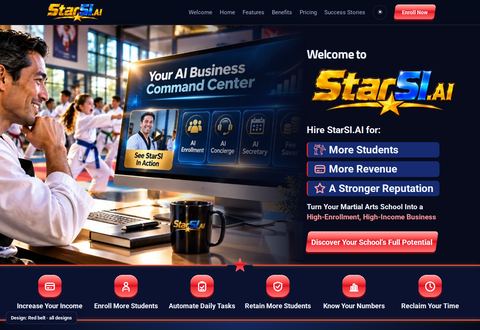 StarSI.AI
Welcome Home Features Benefits Pricing Success Stories
Enroll Now
Your AI Business
Command Center
See StarSI
In Action
AI
Enrollment
AI
Concierge
AI
Secretary
Welcome to
StarSI.AI
Hire StarSI.AI for:
More Students
More Revenue
A Stronger Reputation
Turn Your Martial Arts School Into a
High-Enrollment, High-Income Business
Discover Your School's Full Potential
StarSI.AI
Increase Your Income
Enroll More Students
Automate Daily Tasks
Retain More Students
Know Your Numbers
Reclaim Your Time
Design: Red belt · all designs